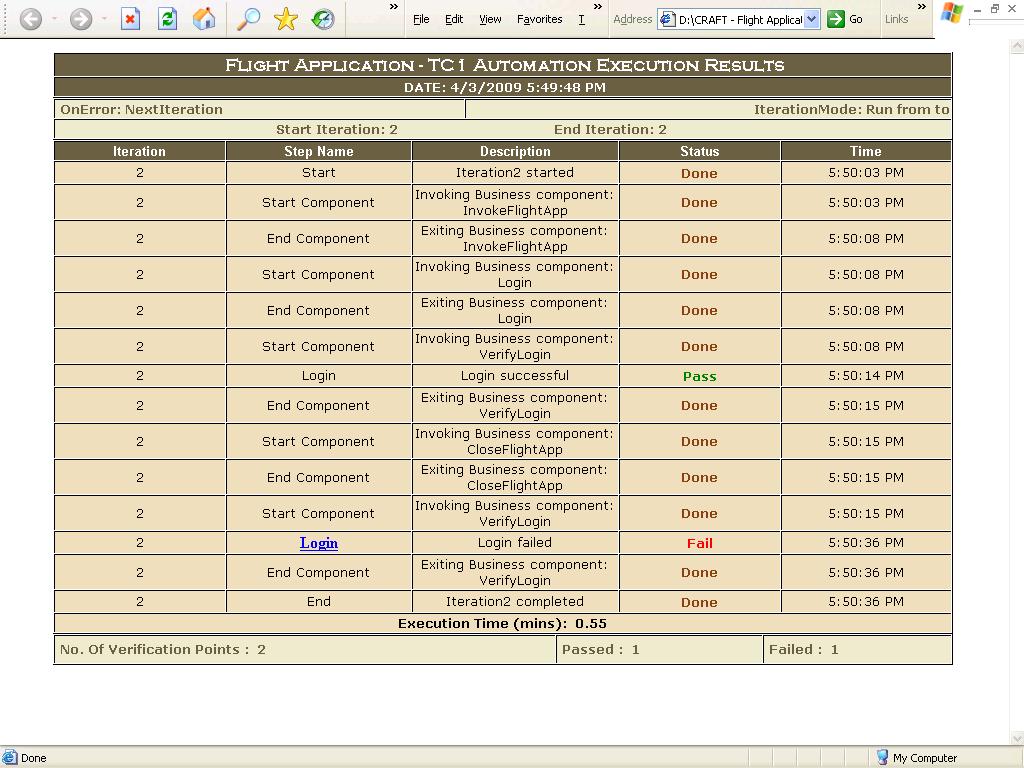 » File Edit View Favorites T » Address D:\CRAFT - Flight Applicat Go Links »
FLIGHT APPLICATION - TC1 AUTOMATION EXECUTION RESULTS
DATE: 4/3/2009 5:49:48 PM
OnError: NextIteration IterationMode: Run from to
Start Iteration: 2 End Iteration: 2
Iteration Step Name Description Status Time
2 Start Iteration2 started Done 5:50:03 PM
2 Start Component Invoking Business component: Done 5:50:03 PM
InvokeFlightApp
2 End Component Exiting Business component: Done 5:50:08 PM
InvokeFlightApp
2 Start Component Invoking Business component: Done 5:50:08 PM
Login
2 End Component Exiting Business component: Done 5:50:08 PM
Login
2 Start Component Invoking Business component: Done 5:50:08 PM
VerifyLogin
2 Login Login successful Pass 5:50:14 PM
2 End Component Exiting Business component: Done 5:50:15 PM
VerifyLogin
2 Start Component Invoking Business component: Done 5:50:15 PM
CloseFlightApp
2 End Component Exiting Business component: Done 5:50:15 PM
CloseFlightApp
2 Start Component Invoking Business component: Done 5:50:15 PM
VerifyLogin
2 Login Login failed Fail 5:50:36 PM
2 End Component Exiting Business component: Done 5:50:36 PM
VerifyLogin
2 End Iteration2 completed Done 5:50:36 PM
Execution Time (mins): 0.55
No. Of Verification Points : 2 Passed : 1 Failed : 1
Done My Computer